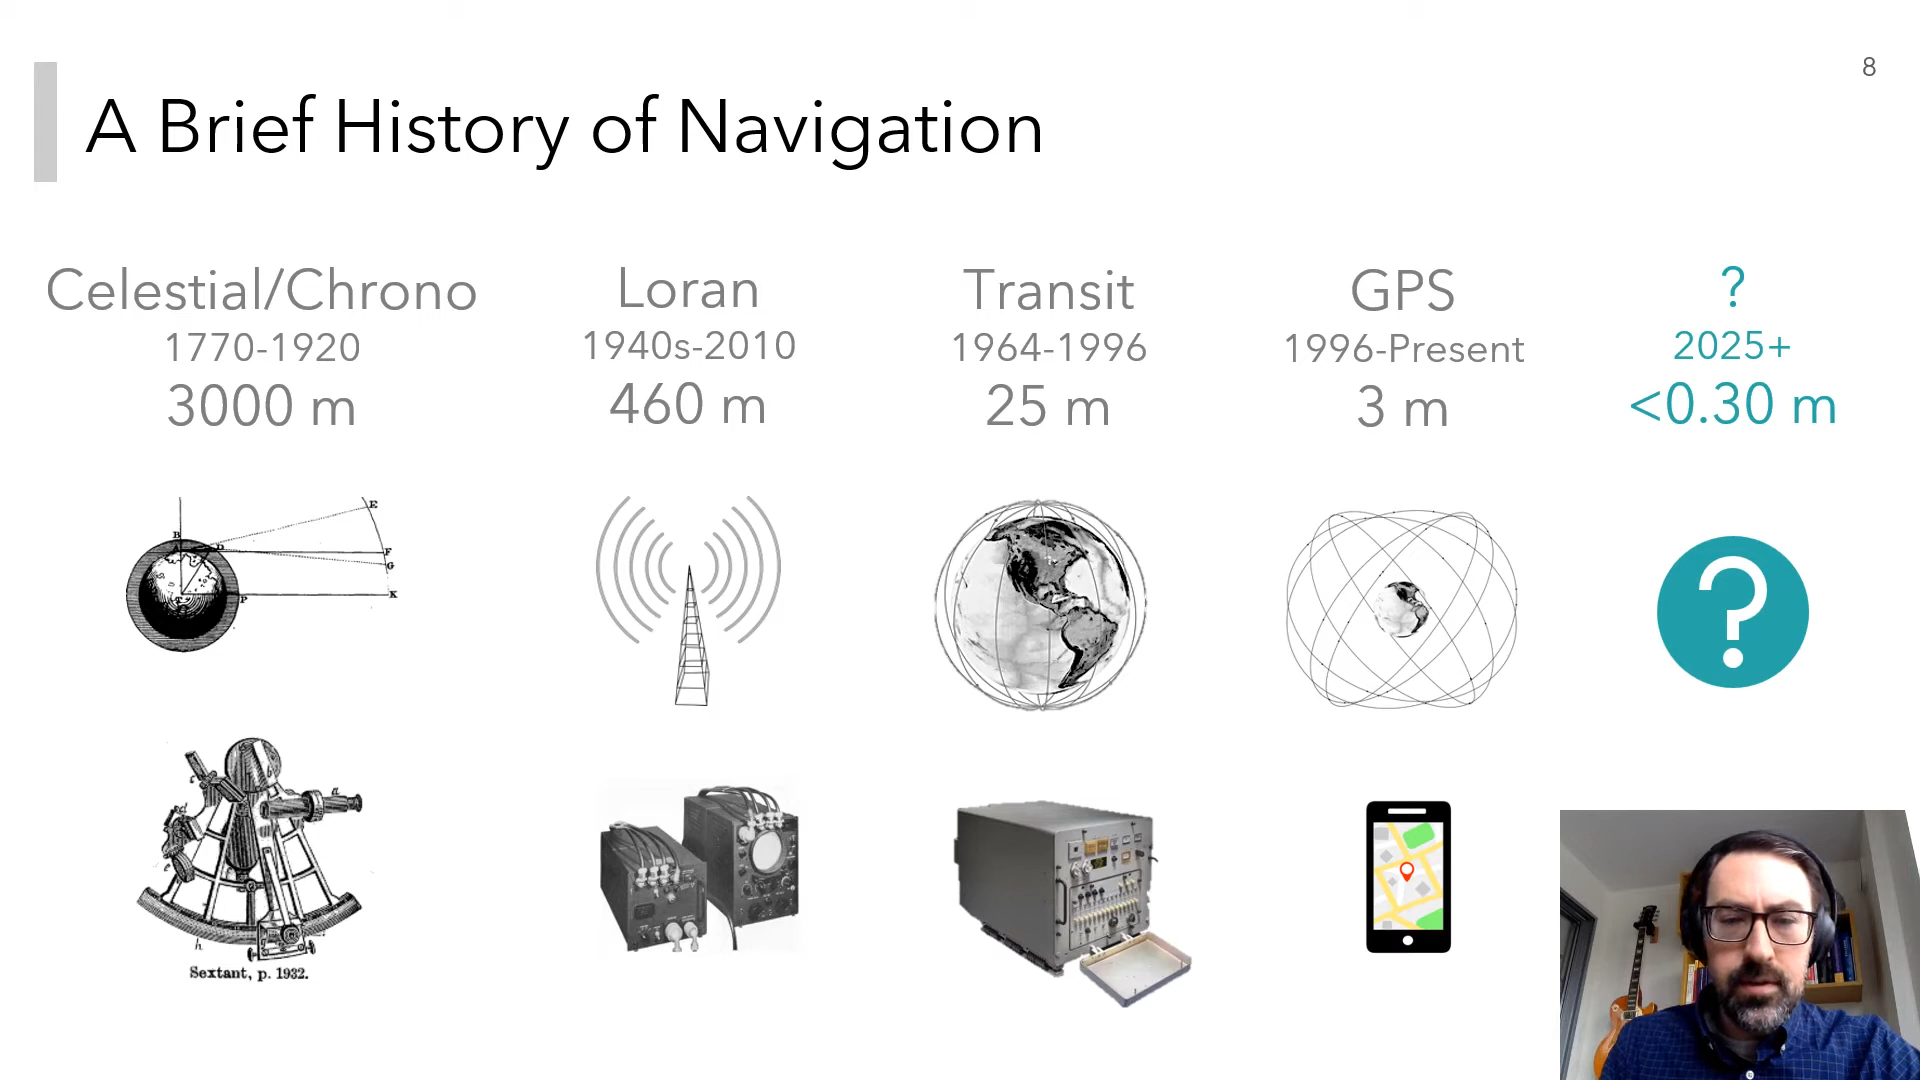 8
A Brief History of Navigation
Celestial/Chrono
1770-1920
3000 m
Loran
1940s-2010
460 m
Transit
1964-1996
25 m
GPS
1996-Present
3 m
?
2025+
<0.30 m
E
B
D
F
G
T
P
K
?
a
b
c
d
h
Sextant, p. 1932.